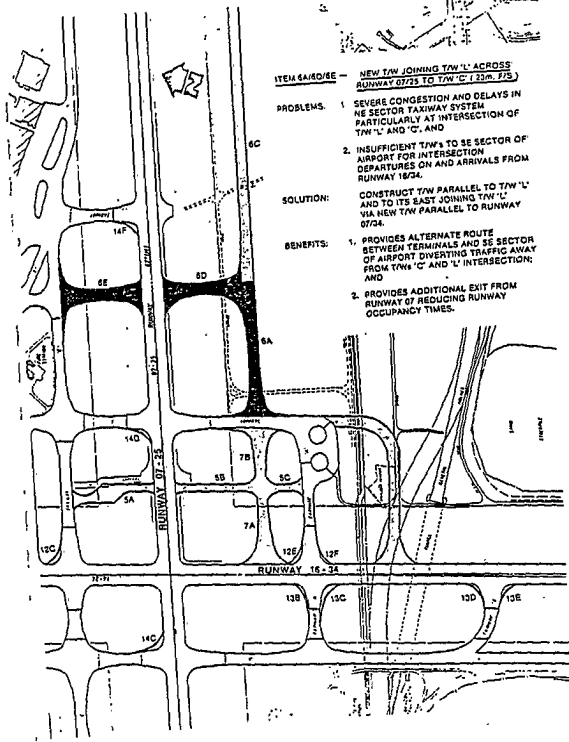 ITEM 6A/6D/6E — NEW T/W JOINING T/W 'L' ACROSS
RUNWAY 07/25 TO T/W 'C' ( 23m. F/S )
PROBLEMS. 1 SEVERE CONGESTION AND DELAYS IN
NE SECTOR TAXIWAY SYSTEM
PARTICULARLY AT INTERSECTION OF
T/W 'L' AND 'C', AND
2. INSUFFICIENT T/W's TO SE SECTOR OF
AIRPORT FOR INTERSECTION
DEPARTURES ON AND ARRIVALS FROM
RUNWAY 16/34.
SOLUTION: CONSTRUCT T/W PARALLEL TO T/W 'L'
AND TO ITS EAST JOINING T/W 'L'
VIA NEW T/W PARALLEL TO RUNWAY
07/34.
BENEFITS: 1. PROVIDES ALTERNATE ROUTE
BETWEEN TERMINALS AND SE SECTOR
OF AIRPORT DIVERTING TRAFFIC AWAY
FROM T/Ws 'C' AND 'L' INTERSECTION;
AND
2. PROVIDES ADDITIONAL EXIT FROM
RUNWAY 07 REDUCING RUNWAY
OCCUPANCY TIMES.
N
6C
14F
6E
6D
6A
07-25
14D
7B
5B
5C
5A
RUNWAY 07 - 25
7A
12C
12E
12F
RUNWAY 16 - 34
13B
13C
13D
13E
14C